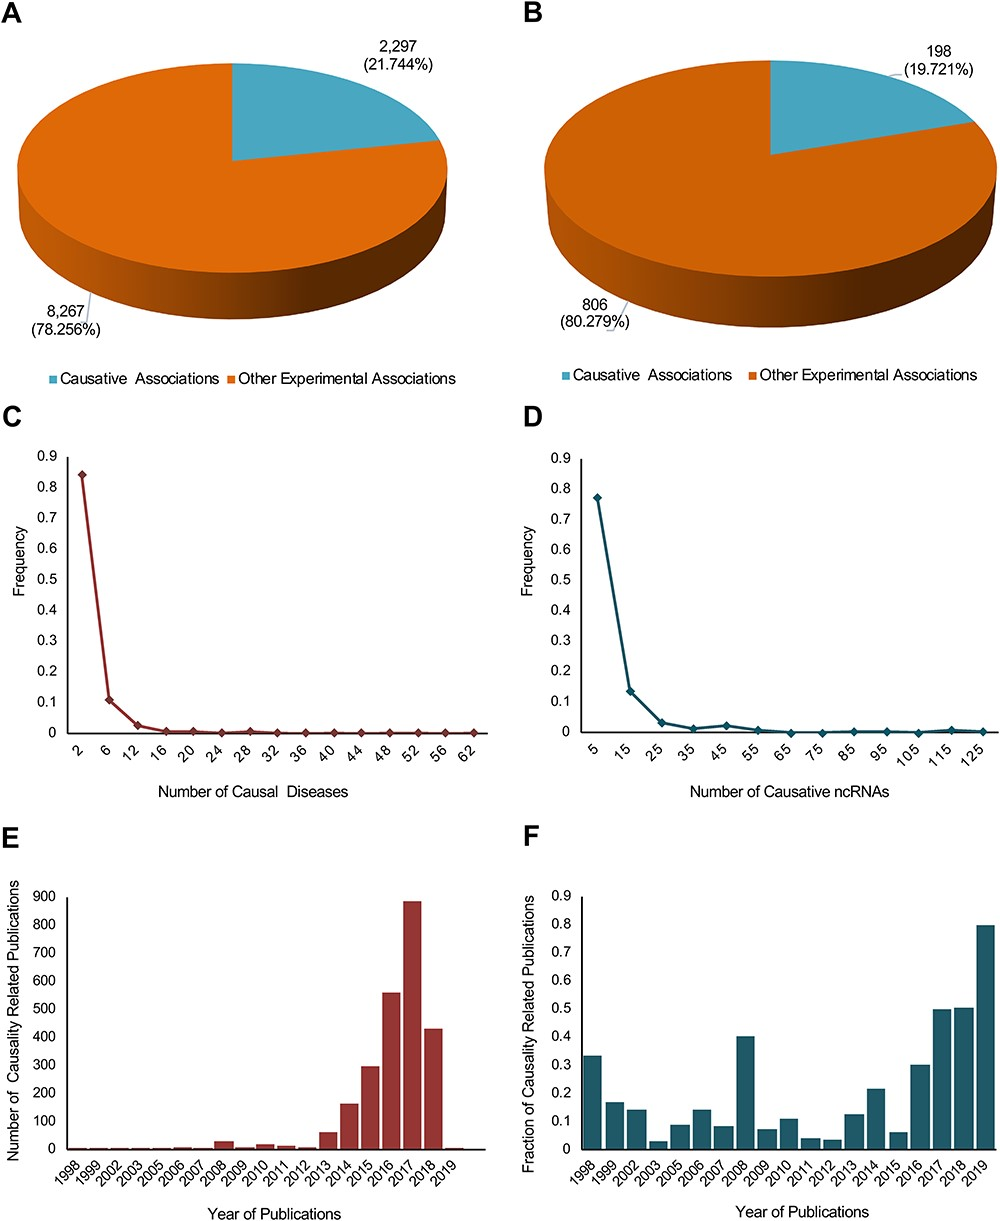 A
2,297
(21.744%)
8,267
(78.256%)
Causative Associations Other Experimental Associations
B
198
(19.721%)
806
(80.279%)
Causative Associations Other Experimental Associations
C
Frequency
0.9
0.8
0.7
0.6
0.5
0.4
0.3
0.2
0.1
0
2 6 12 16 20 24 28 32 36 40 44 48 52 56 62
Number of Causal Diseases
D
Frequency
0.9
0.8
0.7
0.6
0.5
0.4
0.3
0.2
0.1
0
5 15 25 35 45 55 65 75 85 95 105 115 125
Number of Causative ncRNAs
E
Number of Causality Related Publications
900
800
700
600
500
400
300
200
100
0
1998 1999 2002 2003 2005 2006 2007 2008 2009 2010 2011 2012 2013 2014 2015 2016 2017 2018 2019
Year of Publications
F
Fraction of Causality Related Publications
0.9
0.8
0.7
0.6
0.5
0.4
0.3
0.2
0.1
0
1998 1999 2002 2003 2005 2006 2007 2008 2009 2010 2011 2012 2013 2014 2015 2016 2017 2018 2019
Year of Publications